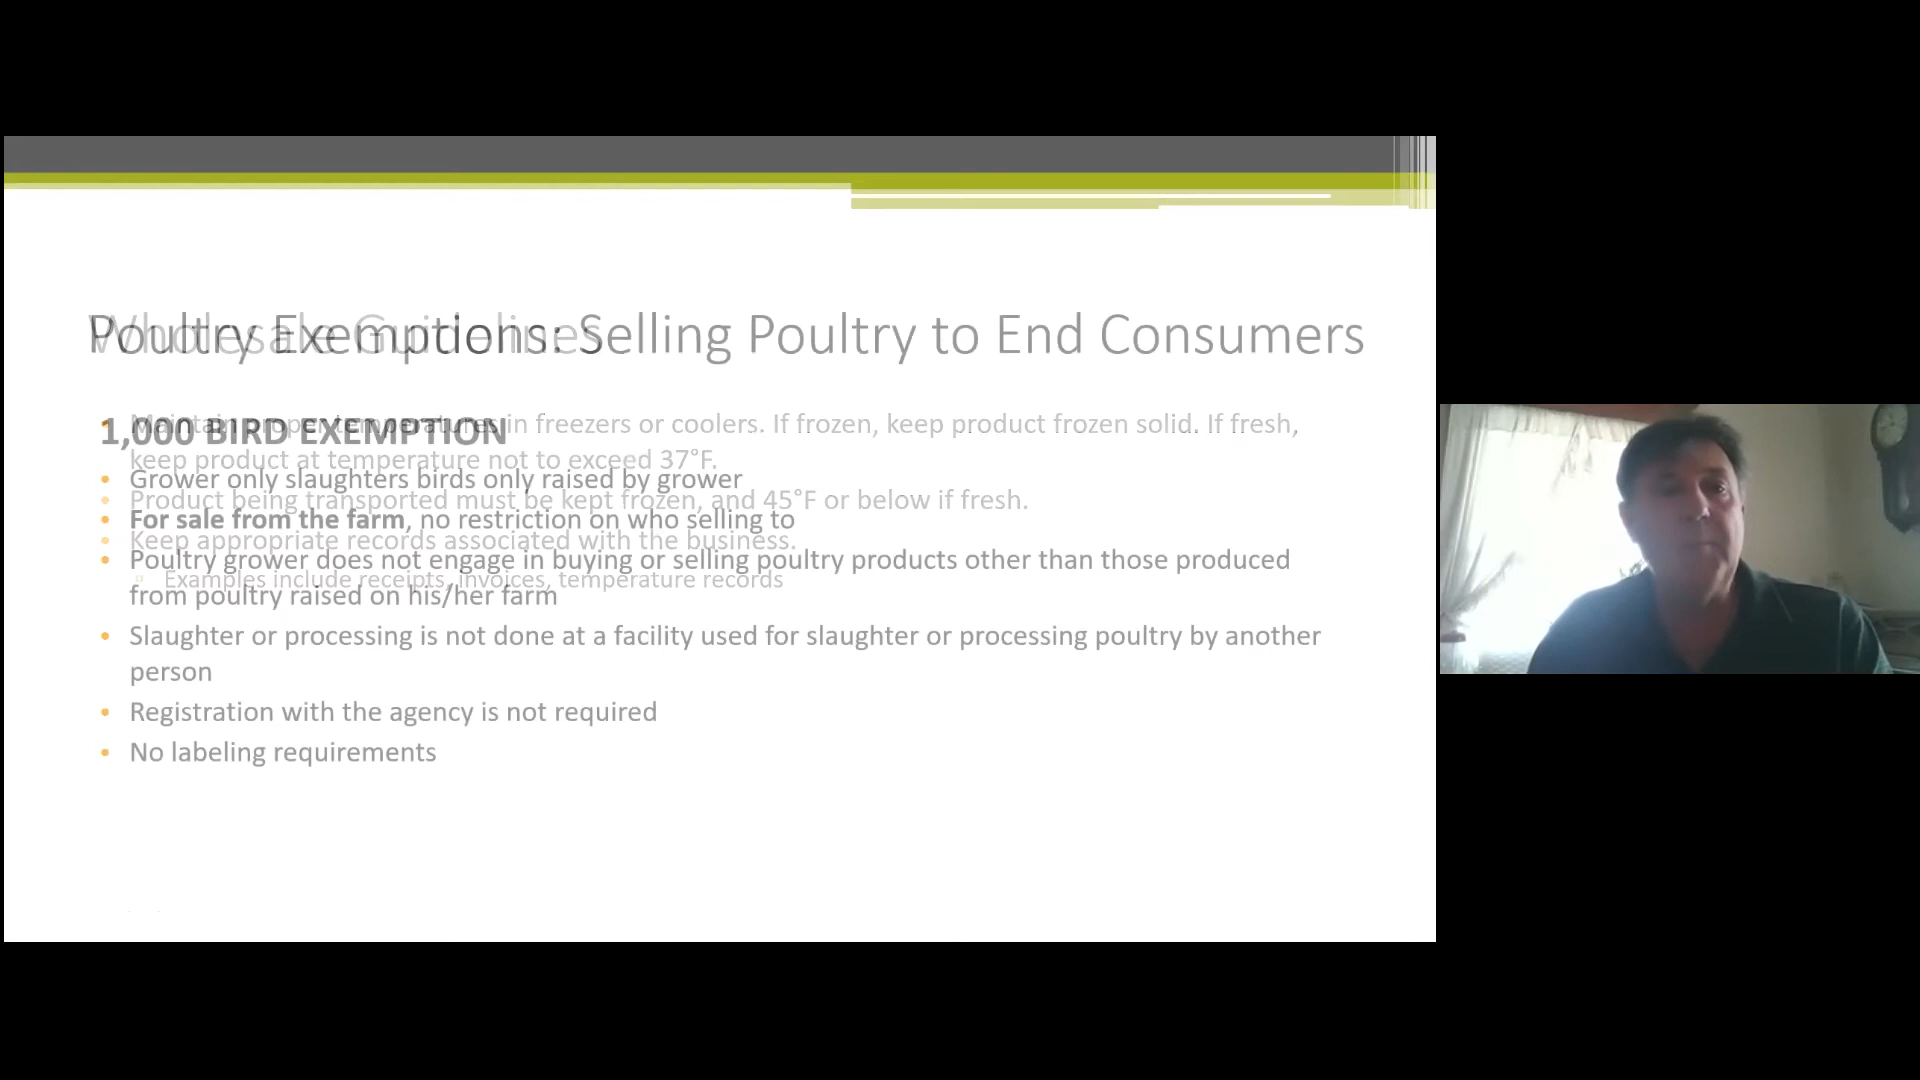 Wholesale Guidelines
Poultry Exemptions: Selling Poultry to End Consumers
• Maintain proper temperatures in freezers or coolers. If frozen, keep product frozen solid. If fresh,
keep product at temperature not to exceed 37°F.
• Product being transported must be kept frozen, and 45°F or below if fresh.
• Keep appropriate records associated with the business.
▫ Examples include receipts, invoices, temperature records
1,000 BIRD EXEMPTION
• Grower only slaughters birds only raised by grower
• For sale from the farm, no restriction on who selling to
• Poultry grower does not engage in buying or selling poultry products other than those produced
from poultry raised on his/her farm
• Slaughter or processing is not done at a facility used for slaughter or processing poultry by another
person
• Registration with the agency is not required
• No labeling requirements